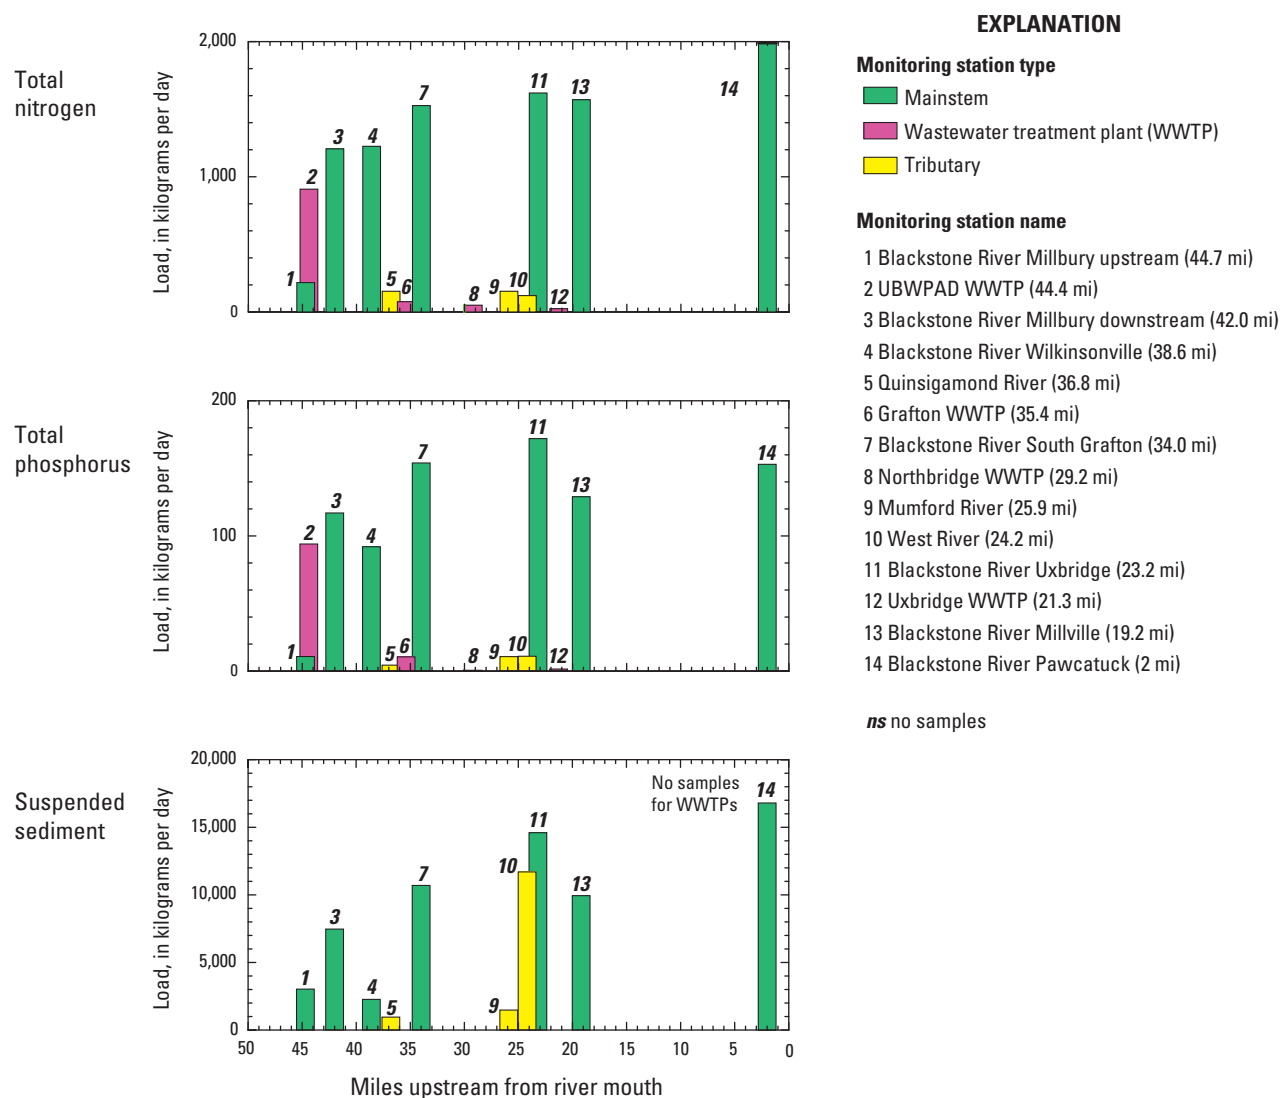 Total
nitrogen
Load, in kilograms per day
2,000
1,000
0
1
2
3
4
5
6
7
8
9
10
11
12
13
14
Total
phosphorus
Load, in kilograms per day
200
100
0
1
2
3
4
5
6
7
8
9
10
11
12
13
14
Suspended
sediment
Load, in kilograms per day
20,000
15,000
10,000
5,000
0
1
3
4
5
7
9
10
11
13
14
No samples
for WWTPs
50 45 40 35 30 25 20 15 10 5 0
Miles upstream from river mouth
EXPLANATION
Monitoring station type
Mainstem
Wastewater treatment plant (WWTP)
Tributary
Monitoring station name
1 Blackstone River Millbury upstream (44.7 mi)
2 UBWPAD WWTP (44.4 mi)
3 Blackstone River Millbury downstream (42.0 mi)
4 Blackstone River Wilkinsonville (38.6 mi)
5 Quinsigamond River (36.8 mi)
6 Grafton WWTP (35.4 mi)
7 Blackstone River South Grafton (34.0 mi)
8 Northbridge WWTP (29.2 mi)
9 Mumford River (25.9 mi)
10 West River (24.2 mi)
11 Blackstone River Uxbridge (23.2 mi)
12 Uxbridge WWTP (21.3 mi)
13 Blackstone River Millville (19.2 mi)
14 Blackstone River Pawcatuck (2 mi)
ns no samples